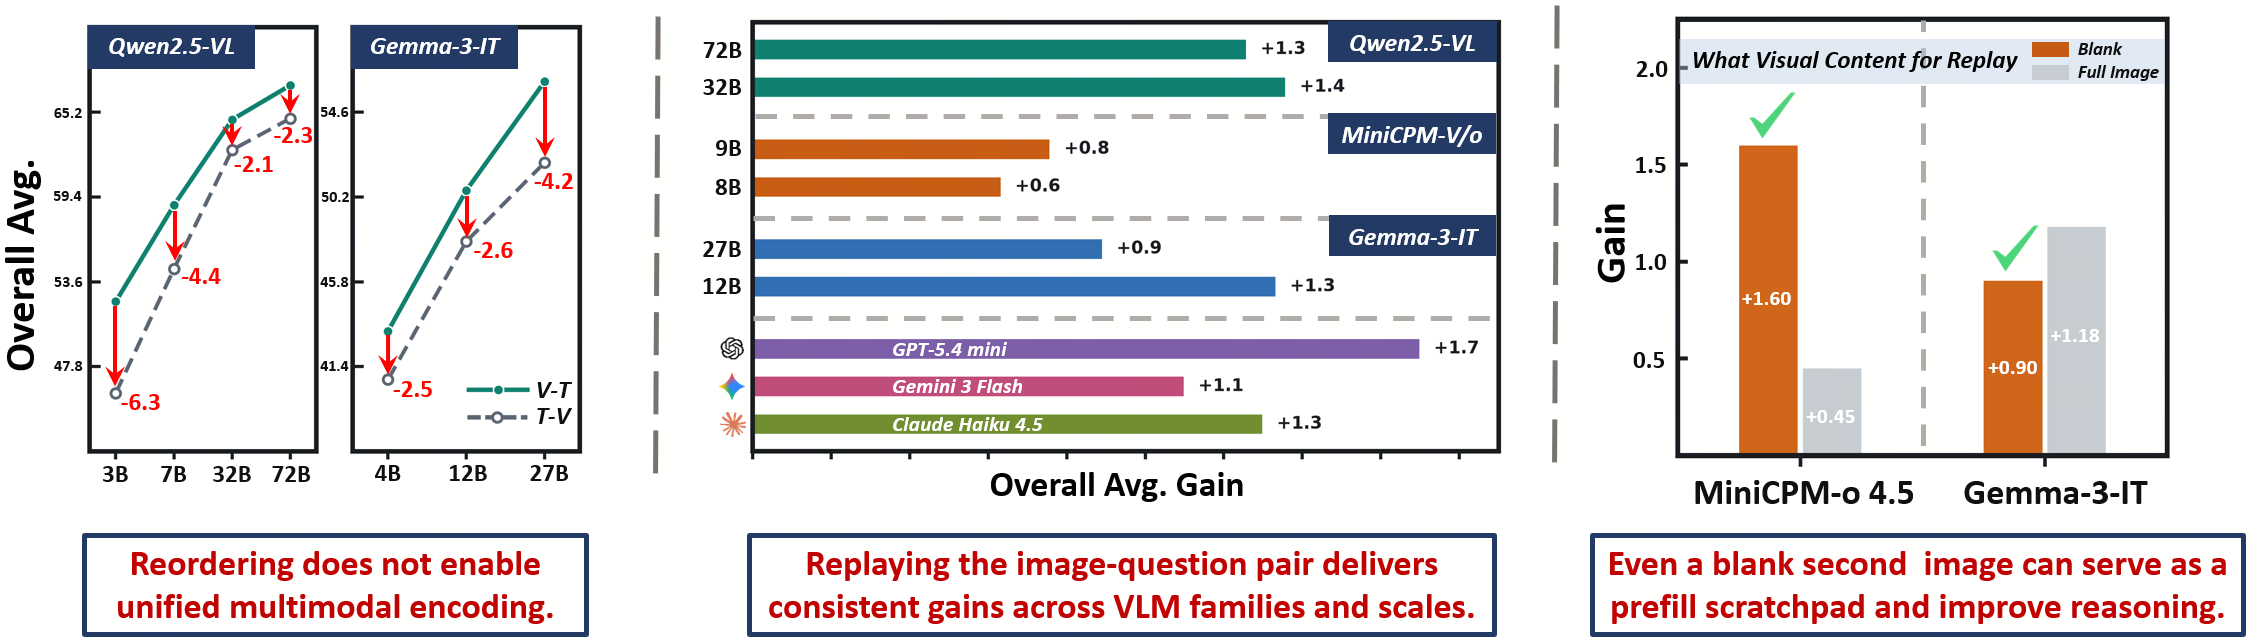 Overall Avg.
Qwen2.5-VL
65.2
59.4
53.6
47.8
-6.3
-4.4
-2.1
-2.3
3B 7B 32B 72B
Gemma-3-IT
54.6
50.2
45.8
41.4
-2.5
-2.6
-4.2
V-T
T-V
4B 12B 27B
Reordering does not enable
unified multimodal encoding.
Qwen2.5-VL
72B +1.3
32B +1.4
MiniCPM-V/o
9B +0.8
8B +0.6
Gemma-3-IT
27B +0.9
12B +1.3
GPT-5.4 mini +1.7
Gemini 3 Flash +1.1
Claude Haiku 4.5 +1.3
Overall Avg. Gain
Replaying the image-question pair delivers
consistent gains across VLM families and scales.
What Visual Content for Replay
Blank
Full Image
Gain
2.0
1.5
1.0
0.5
+1.60
+0.45
+0.90
+1.18
MiniCPM-o 4.5 Gemma-3-IT
Even a blank second image can serve as a
prefill scratchpad and improve reasoning.